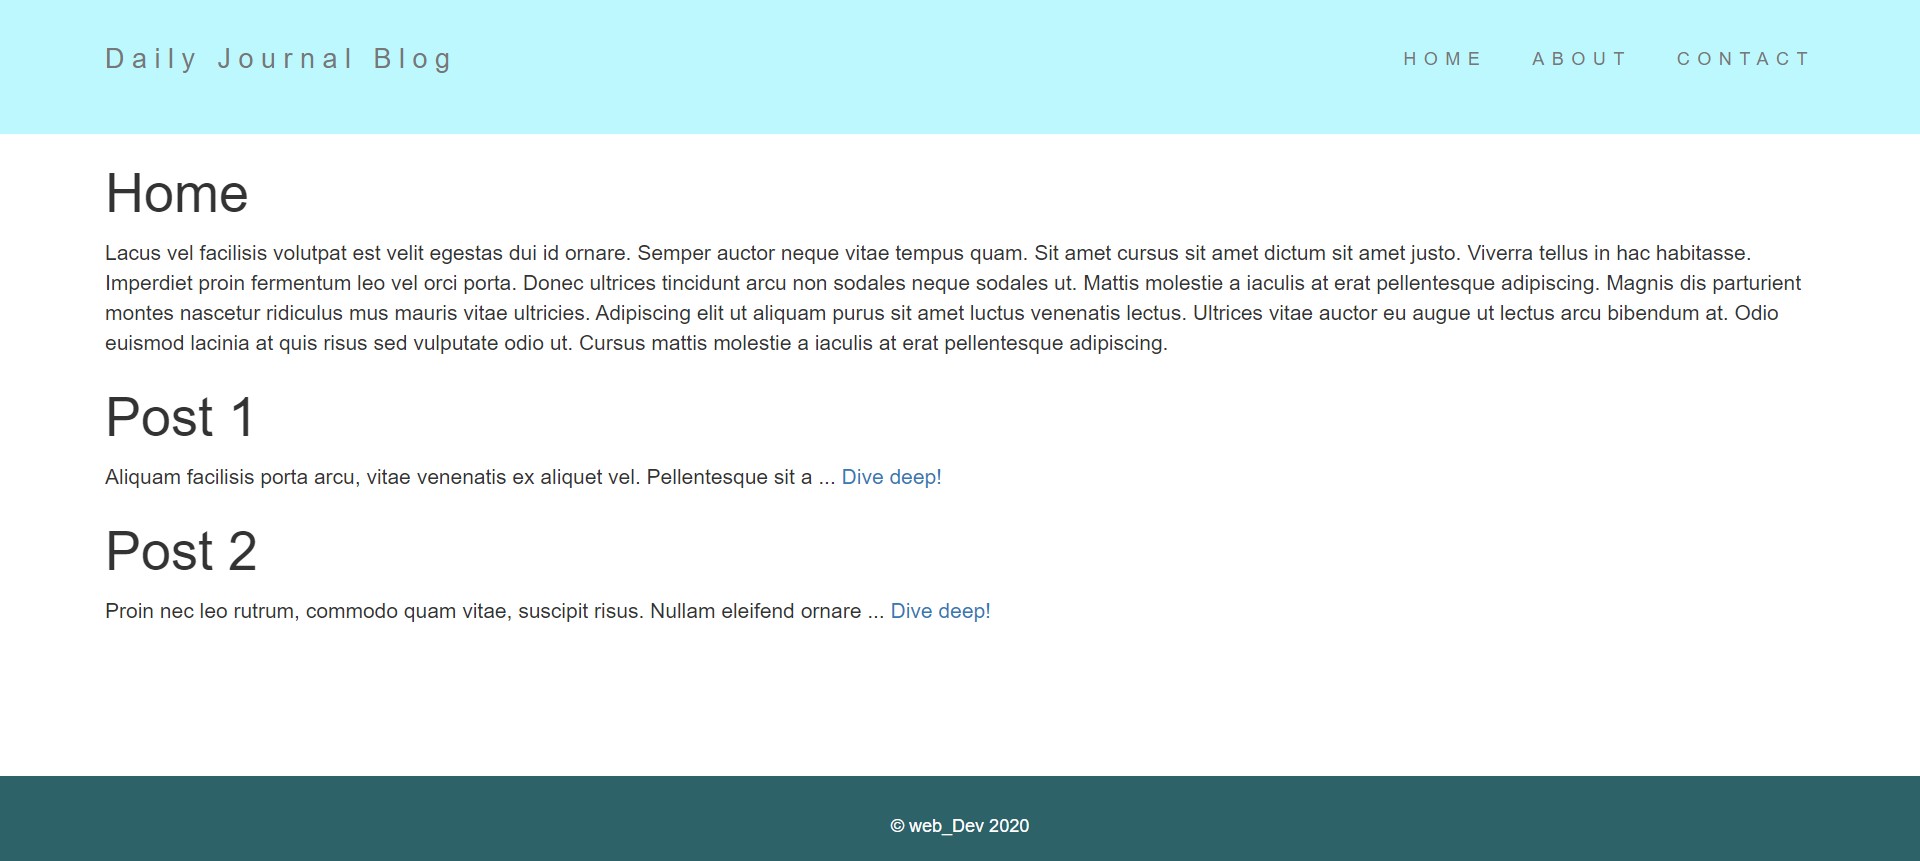 Daily Journal Blog
HOME ABOUT CONTACT
Home
Lacus vel facilisis volutpat est velit egestas dui id ornare. Semper auctor neque vitae tempus quam. Sit amet cursus sit amet dictum sit amet justo. Viverra tellus in hac habitasse.
Imperdiet proin fermentum leo vel orci porta. Donec ultrices tincidunt arcu non sodales neque sodales ut. Mattis molestie a iaculis at erat pellentesque adipiscing. Magnis dis parturient
montes nascetur ridiculus mus mauris vitae ultricies. Adipiscing elit ut aliquam purus sit amet luctus venenatis lectus. Ultrices vitae auctor eu augue ut lectus arcu bibendum at. Odio
euismod lacinia at quis risus sed vulputate odio ut. Cursus mattis molestie a iaculis at erat pellentesque adipiscing.
Post 1
Aliquam facilisis porta arcu, vitae venenatis ex aliquet vel. Pellentesque sit a ... Dive deep!
Post 2
Proin nec leo rutrum, commodo quam vitae, suscipit risus. Nullam eleifend ornare ... Dive deep!
© web_Dev 2020